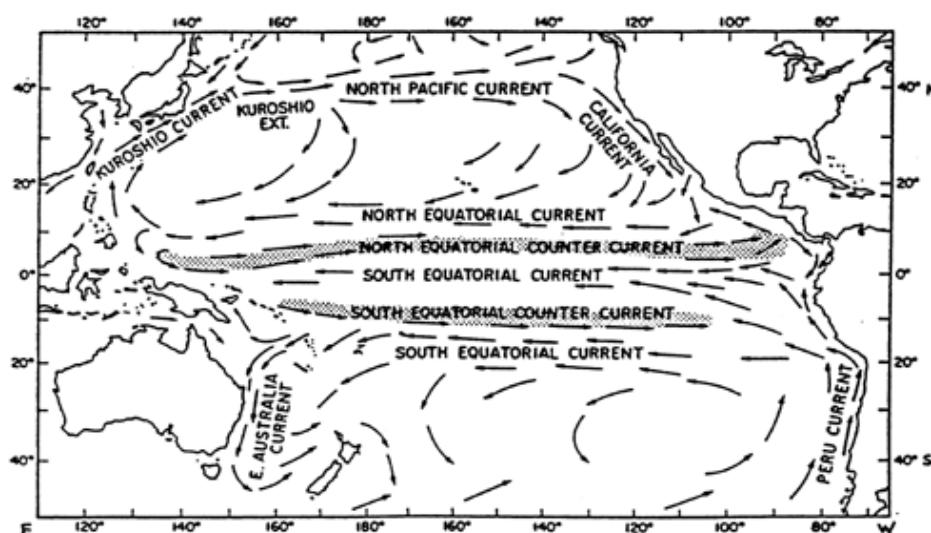 120° 140° 160° 180° 160° 140° 120° 100° 80°
40° NORTH PACIFIC CURRENT 40° N
KUROSHIO CURRENT
KUROSHIO
EXT.
CALIFORNIA
CURRENT
20° 20°
NORTH EQUATORIAL CURRENT
NORTH EQUATORIAL COUNTER CURRENT
0° SOUTH EQUATORIAL CURRENT 0°
SOUTH EQUATORIAL COUNTER CURRENT
20° SOUTH EQUATORIAL CURRENT 20°
E. AUSTRALIA
CURRENT
PERU CURRENT
40° 40° S
E 120° 140° 160° 180° 160° 140° 120° 100° 80° W